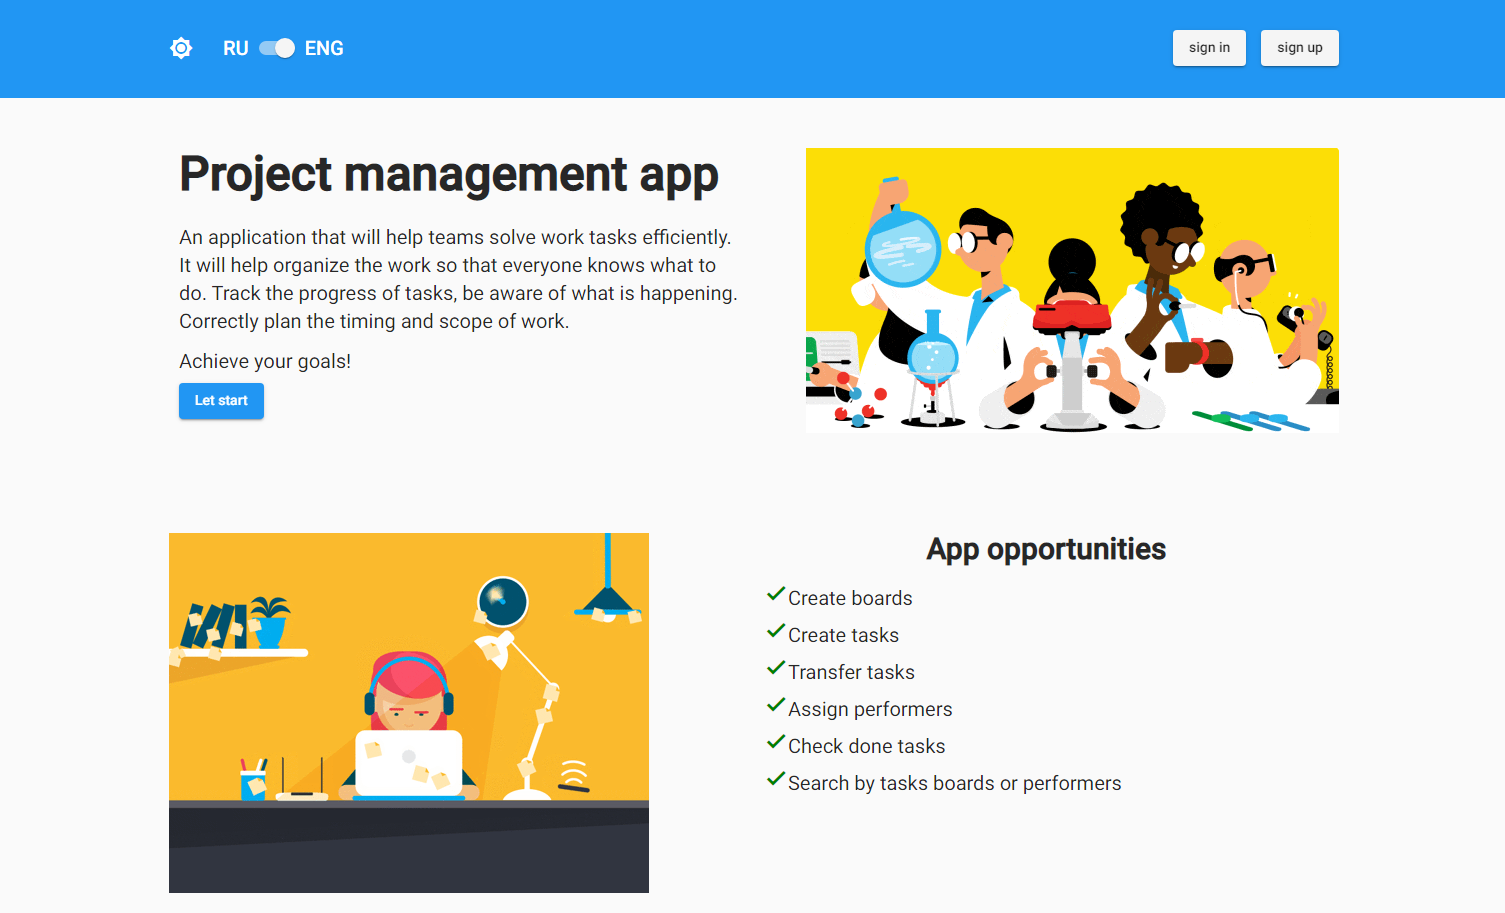 RU ENG sign in sign up
Project management app
An application that will help teams solve work tasks efficiently.
It will help organize the work so that everyone knows what to
do. Track the progress of tasks, be aware of what is happening.
Correctly plan the timing and scope of work.
Achieve your goals!
Let start
App opportunities
Create boards
Create tasks
Transfer tasks
Assign performers
Check done tasks
Search by tasks boards or performers